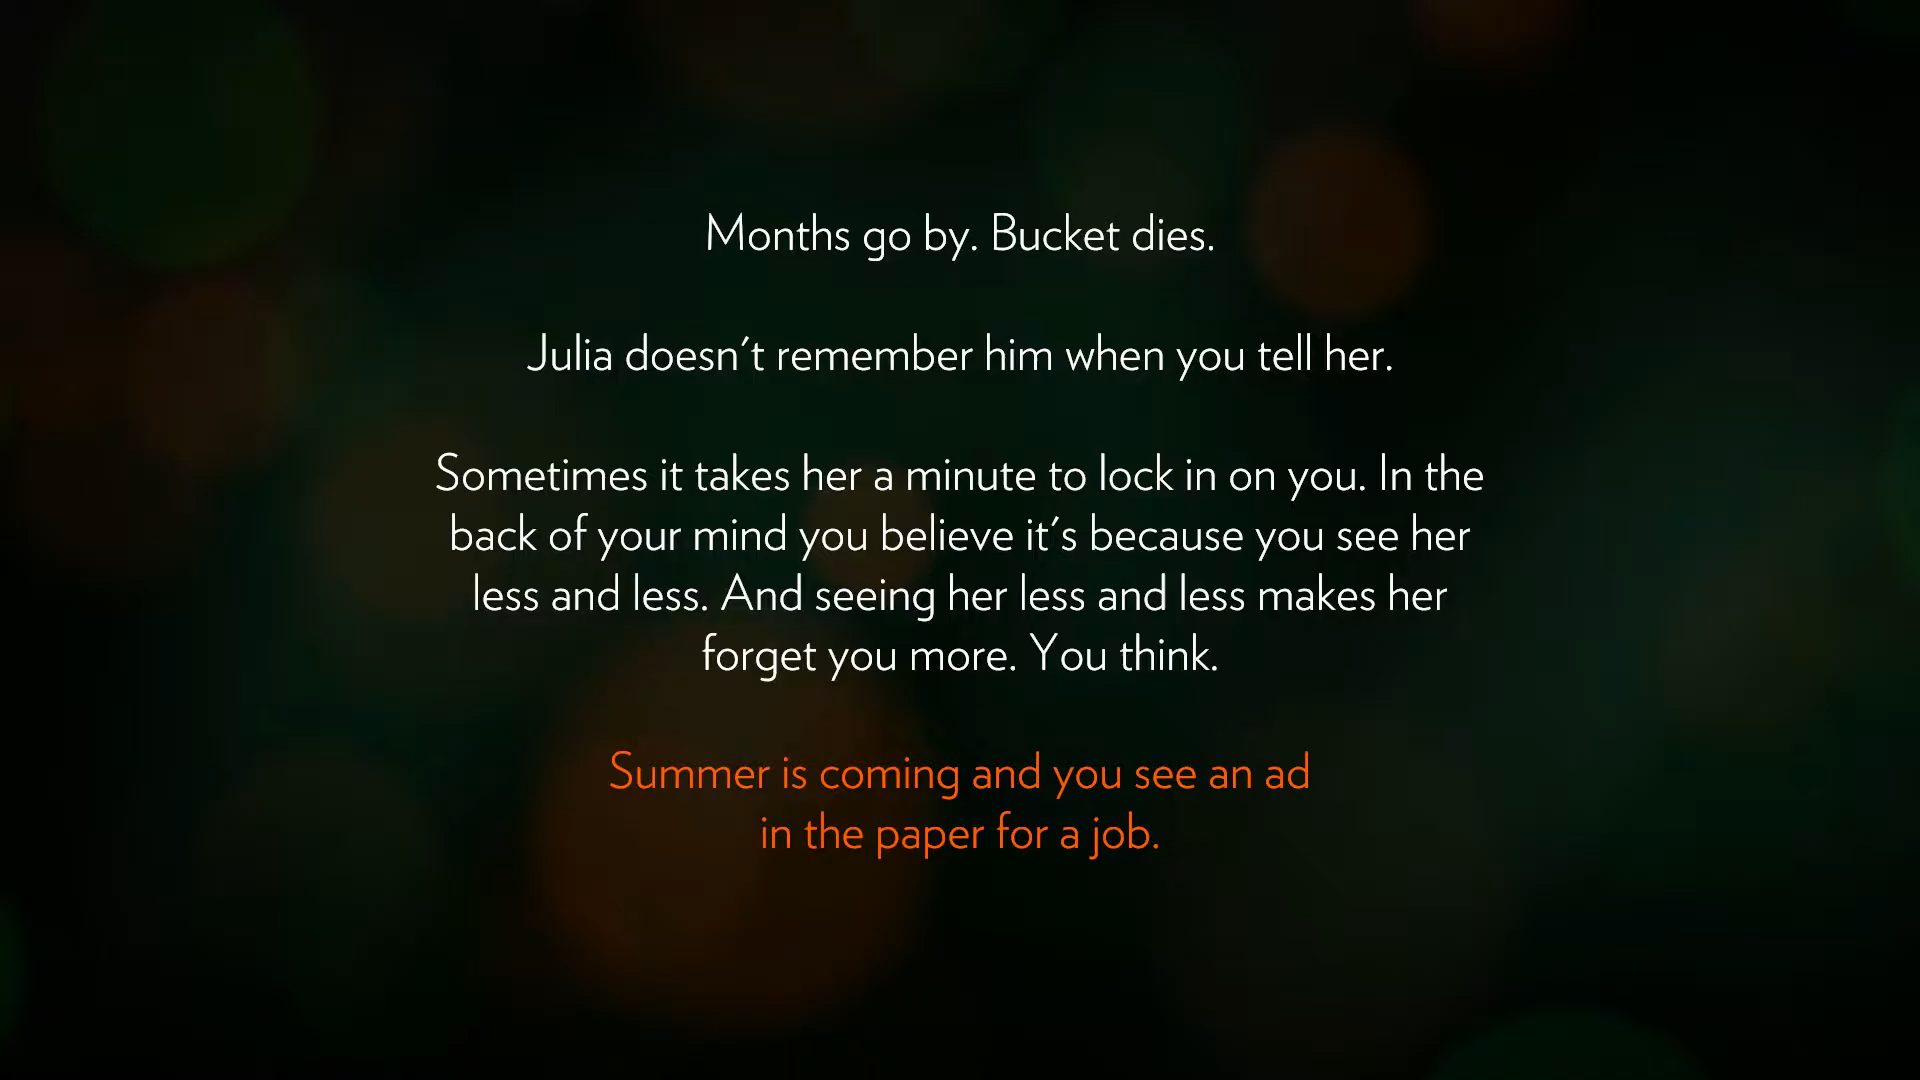 Months go by. Bucket dies.
Julia doesn't remember him when you tell her.
Sometimes it takes her a minute to lock in on you. In the
back of your mind you believe it's because you see her
less and less. And seeing her less and less makes her
forget you more. You think.
Summer is coming and you see an ad
in the paper for a job.